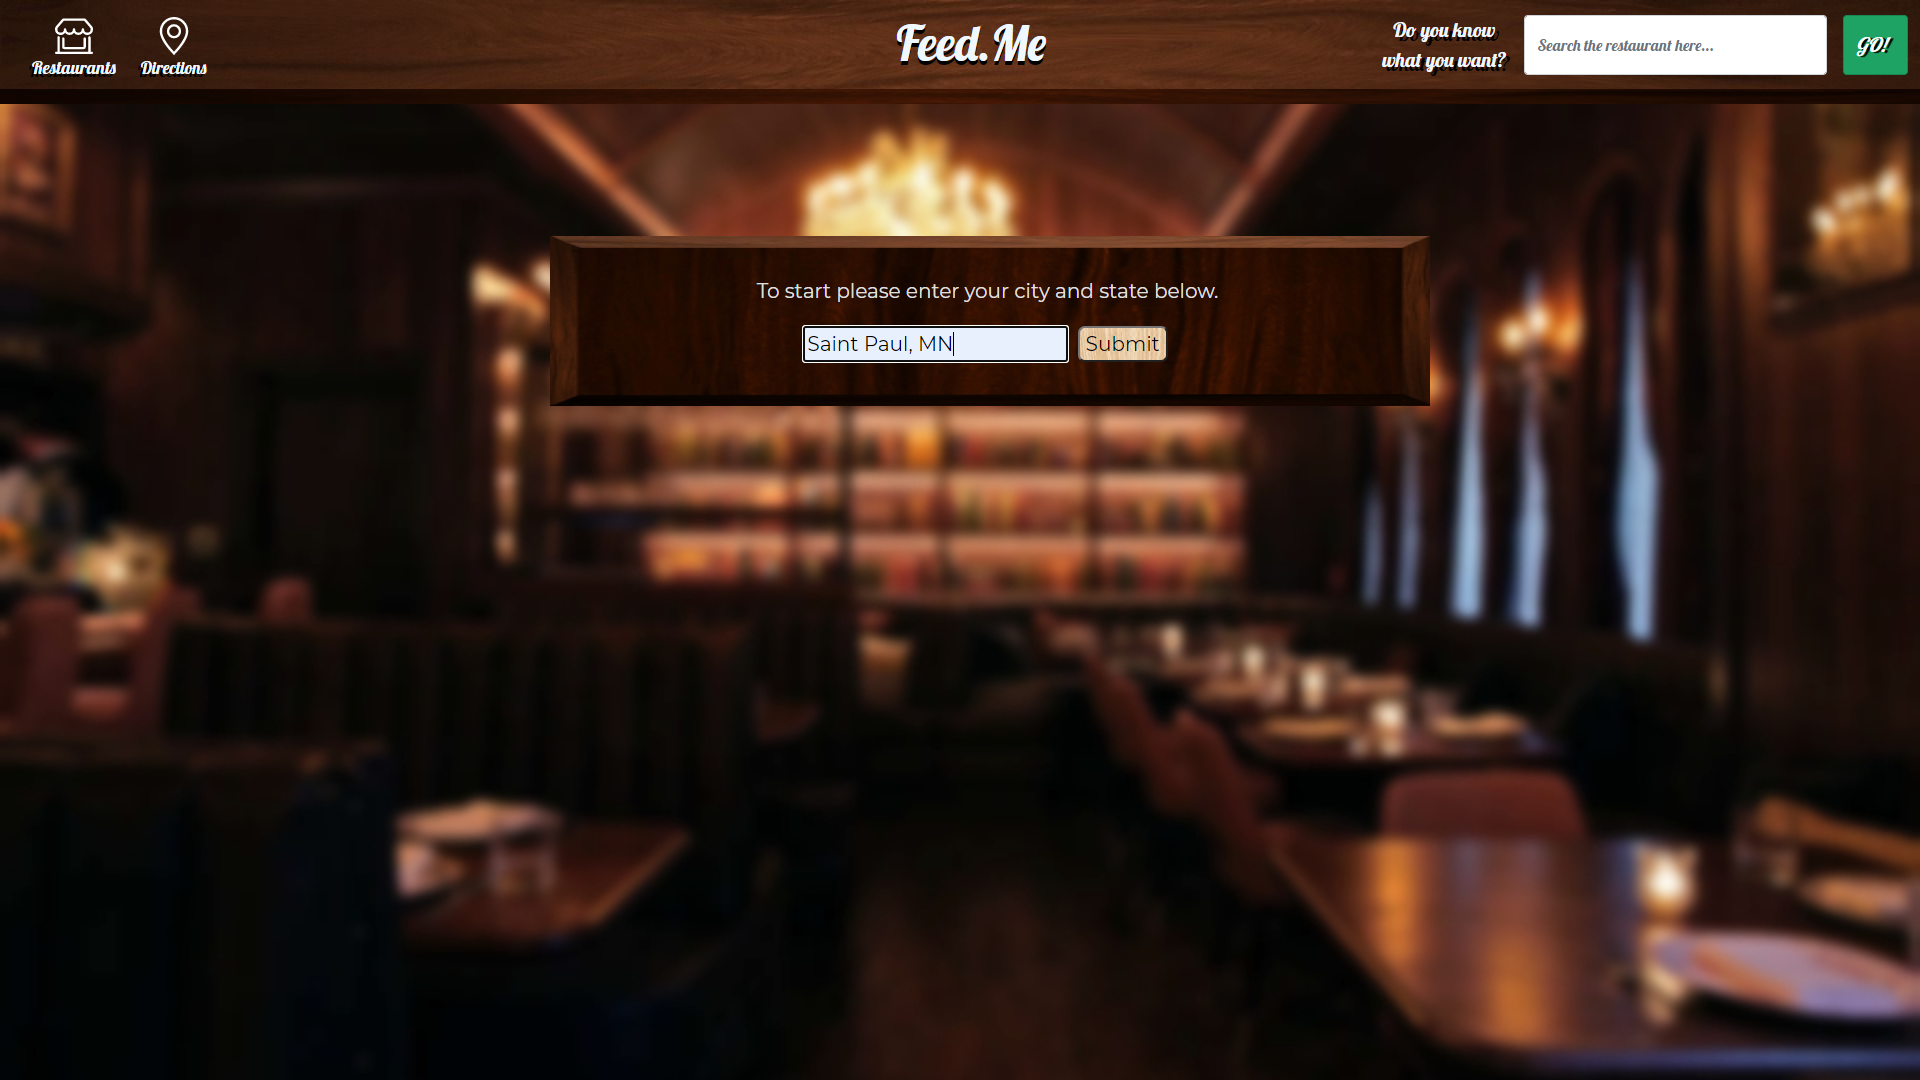 Restaurants
Directions
Feed.Me
Do you know
what you want?
Search the restaurant here...
GO!
To start please enter your city and state below.
Saint Paul, MN
Submit